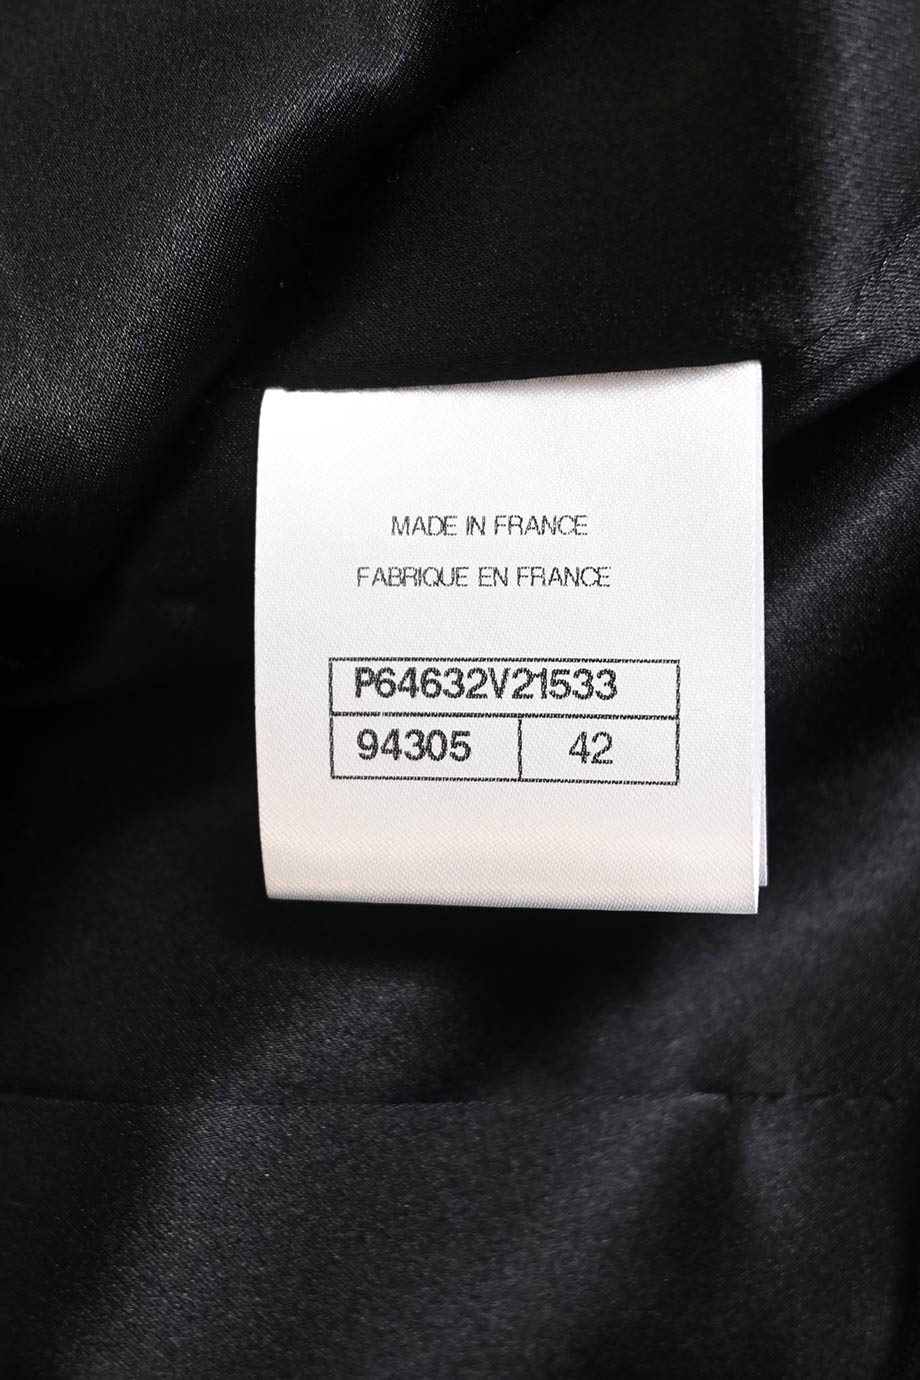 MADE IN FRANCE
FABRIQUE EN FRANCE
P64632V21533
94305 42